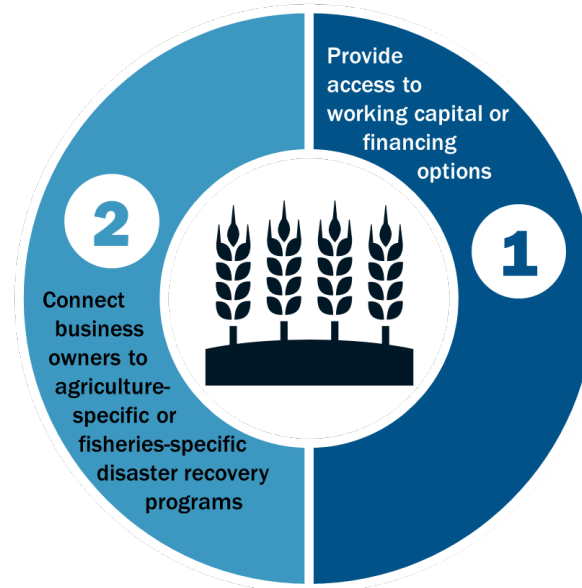 Provide
access to
working capital or
financing
options
1
2
Connect
business
owners to
agriculture-
specific or
fisheries-specific
disaster recovery
programs